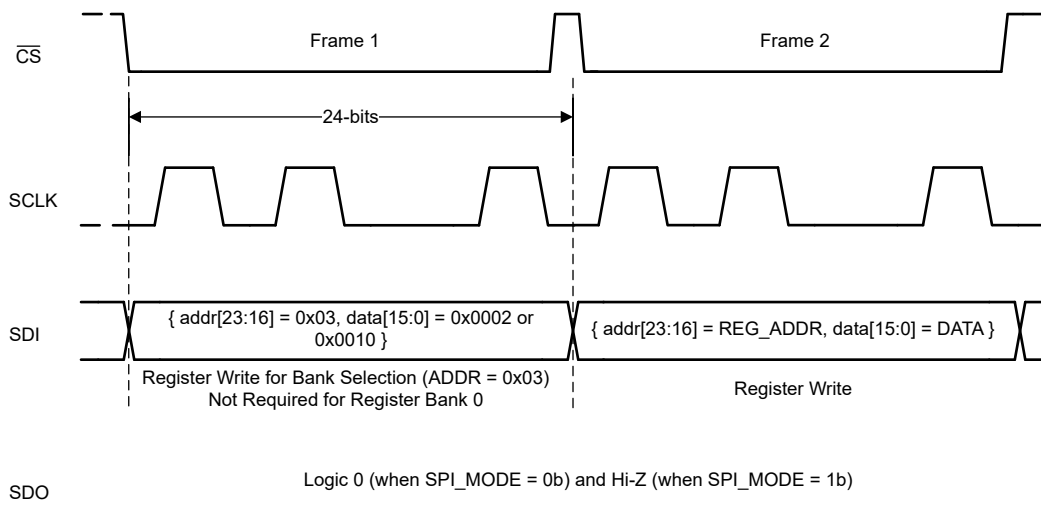 Frame 1
Frame 2
CS
24-bits
SCLK
{ addr[23:16] = 0x03, data[15:0] = 0x0002 or
0x0010 }
{ addr[23:16] = REG_ADDR, data[15:0] = DATA }
SDI
Register Write for Bank Selection (ADDR = 0x03)
Not Required for Register Bank 0
Register Write
Logic 0 (when SPI_MODE = 0b) and Hi-Z (when SPI_MODE = 1b)
SDO